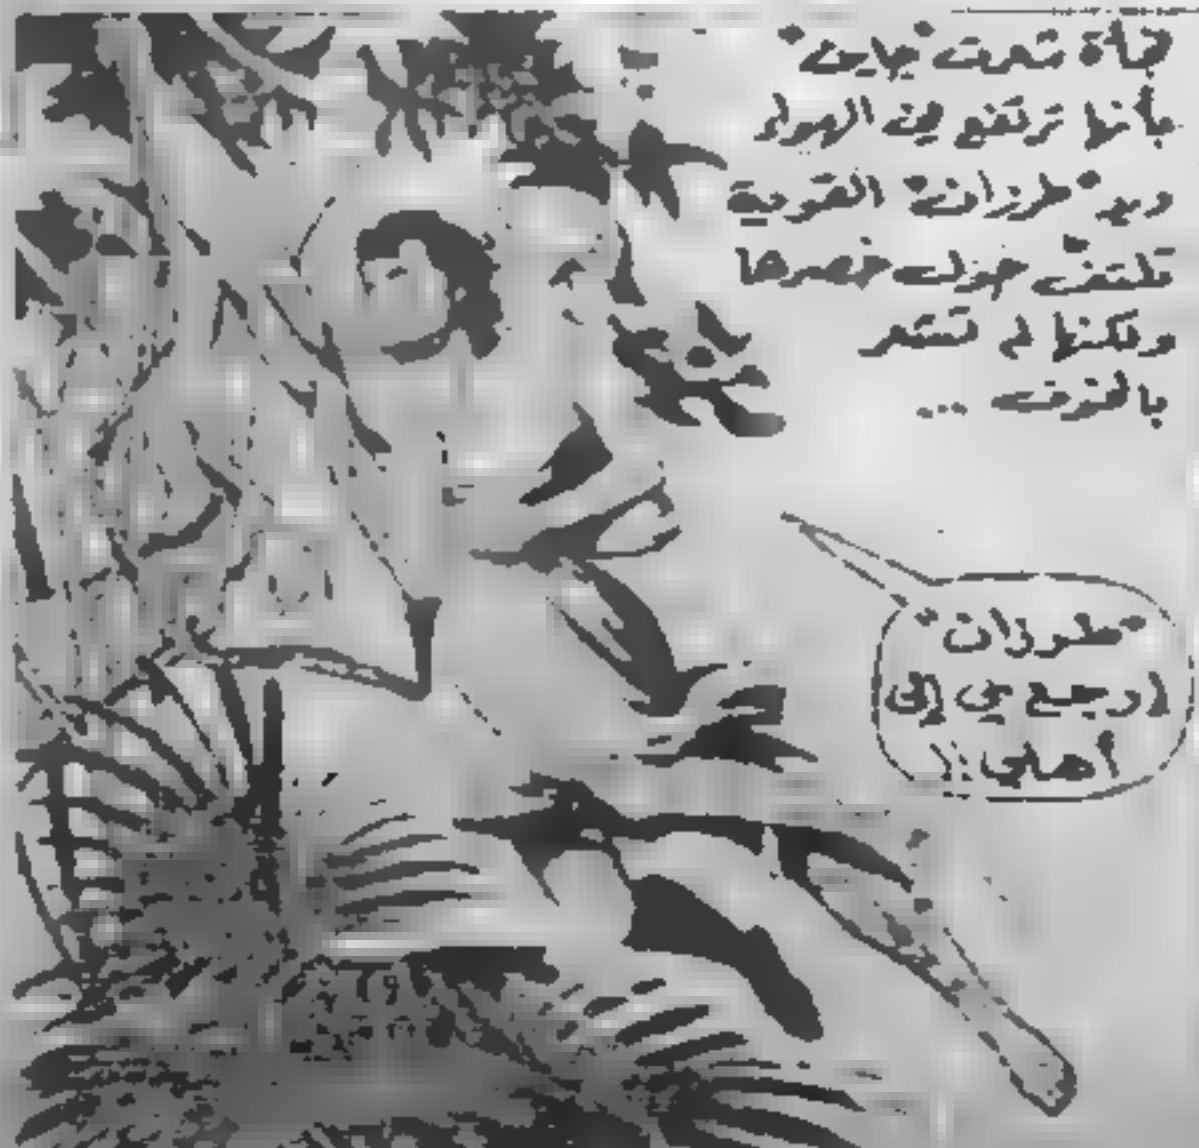 فجأة شعرت "جاين"
بأنها ترتفع في الهواء
ويد "طرزان" القوية
تلتف حول خصرها
ولكنها لم تشعر
بالخوف ...
"طرزان"
ارجع بي إلى
أهلي !!